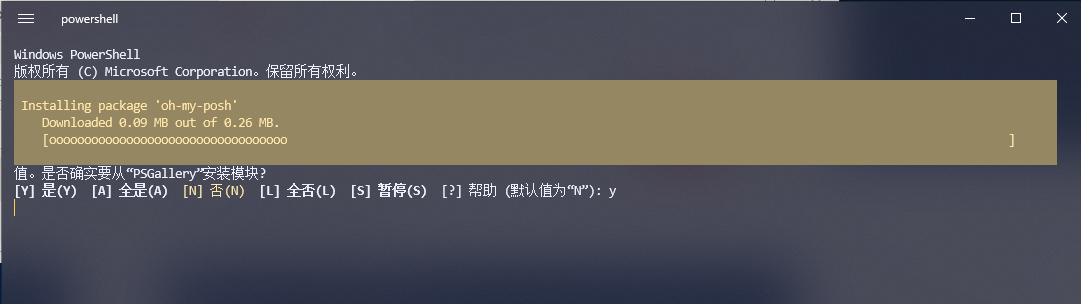 powershell
Windows PowerShell
版权所有 (C) Microsoft Corporation。保留所有权利。
Installing package 'oh-my-posh'
Downloaded 0.09 MB out of 0.26 MB.
[oooooooooooooooooooooooooooooooooo ]
值。是否确实要从“PSGallery”安装模块?
[Y] 是(Y) [A] 全是(A) [N] 否(N) [L] 全否(L) [S] 暂停(S) [?] 帮助 (默认值为“N”): y